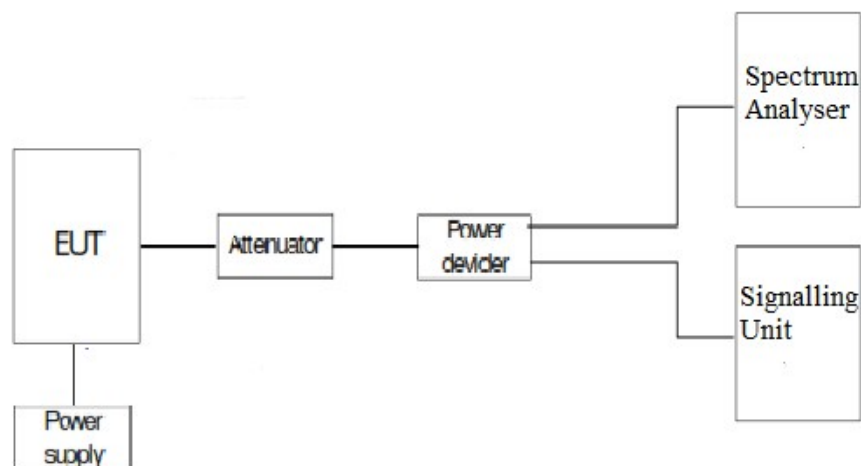 Spectrum
Analyser
EUT
Attenuator
Power
devider
Signalling
Unit
Power
supply